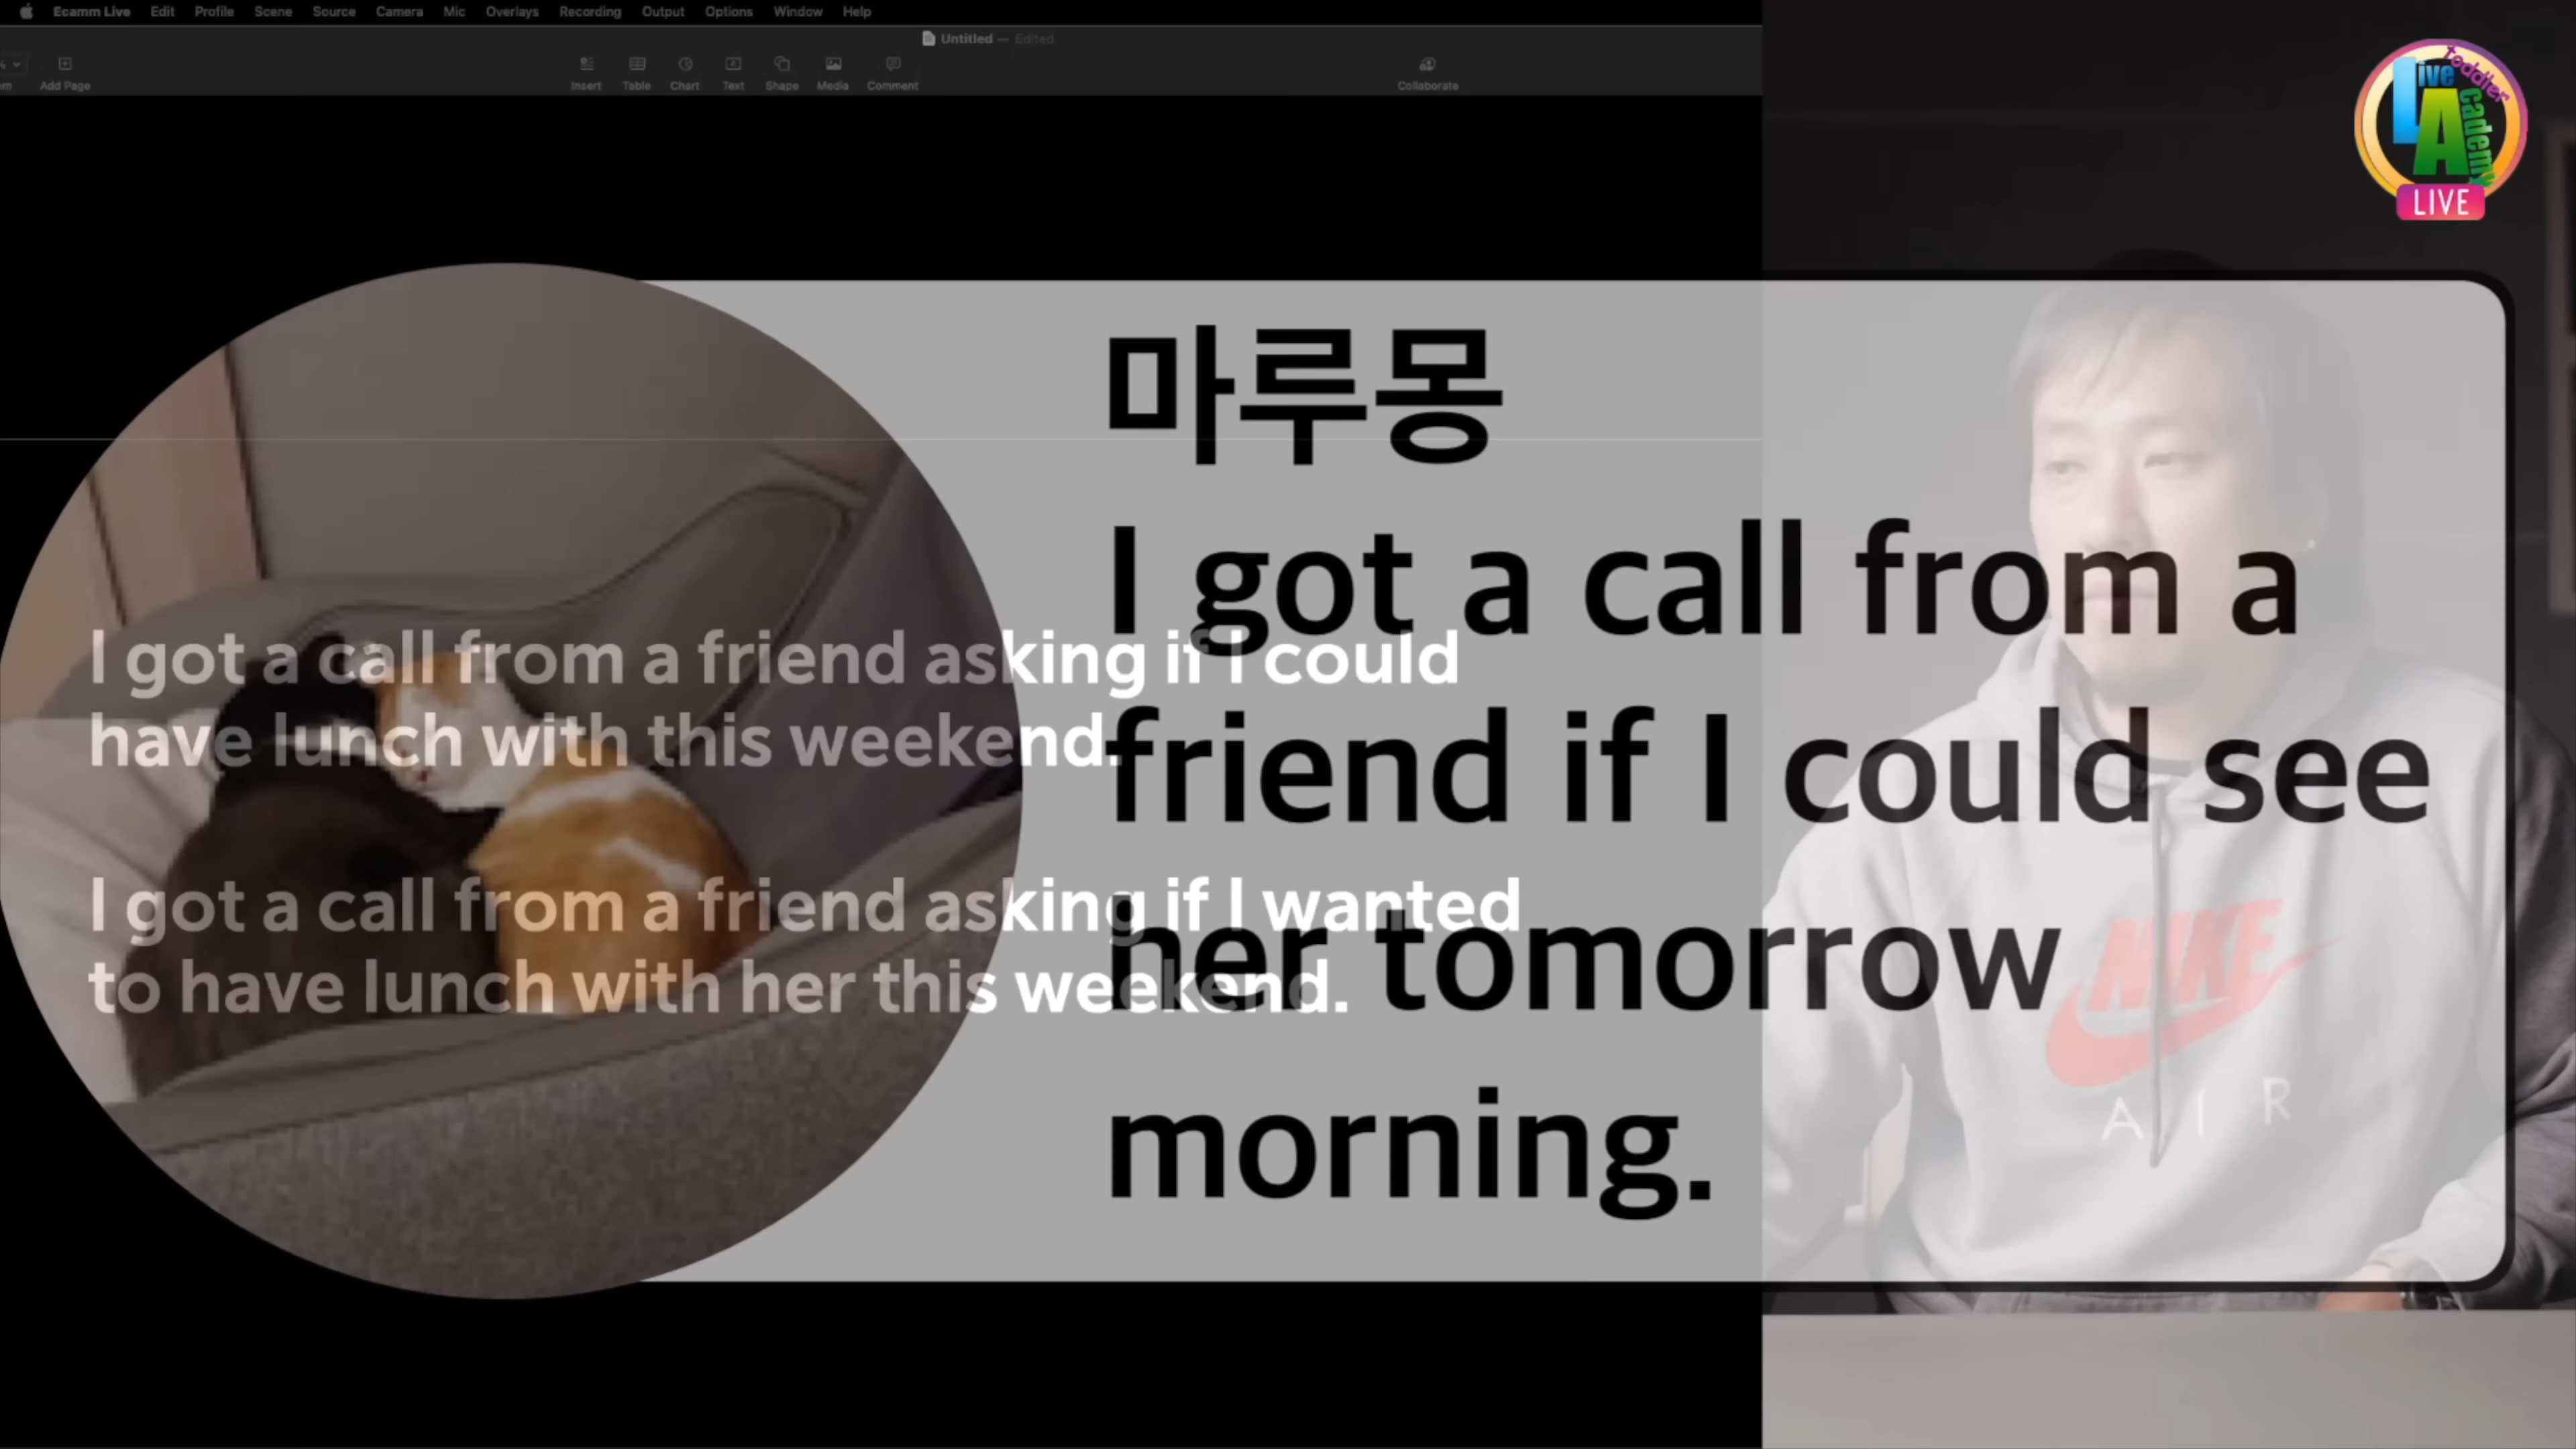 Ecamm Live Edit Profile Scene Source Camera Mic Overlays Recording Output Options Window Help
Untitled — Edited
Add Page Insert Table Chart Text Shape Media Comment Collaborate
Live Toddler Academy
LIVE
마루몽
I got a call from a
friend if I could see
her tomorrow
morning.
I got a call from a friend asking if I could
have lunch with this weekend.
I got a call from a friend asking if I wanted
to have lunch with her this weekend.
NIKE
AIR